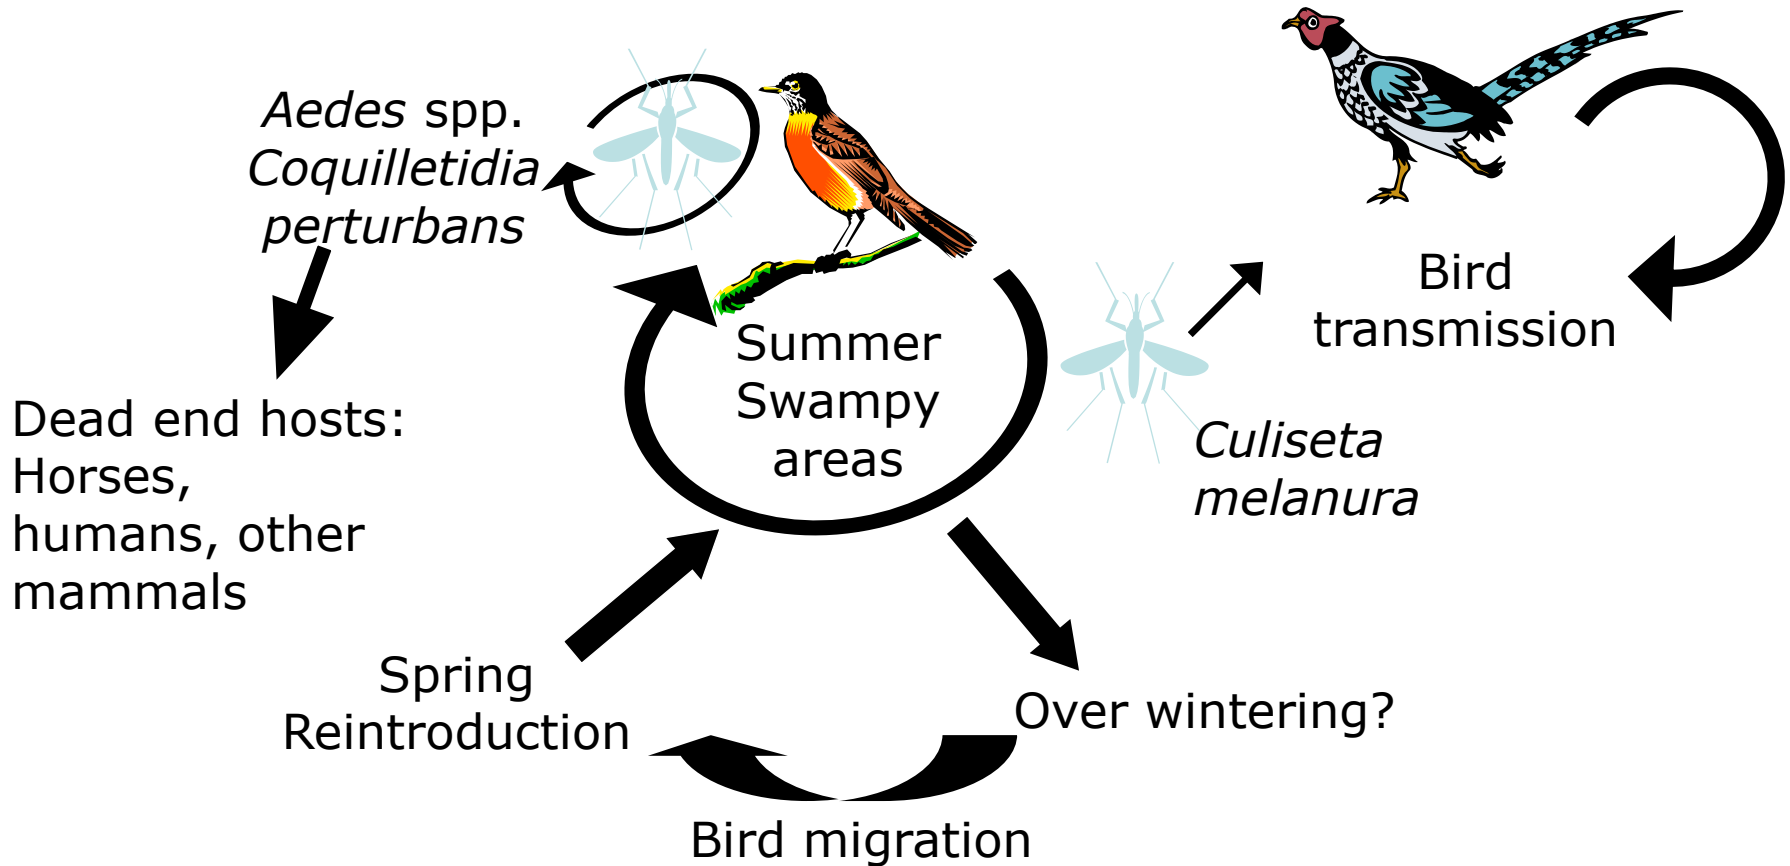 Aedes spp.
Coquilletidia
perturbans
Dead end hosts:
Horses,
humans, other
mammals
Summer
Swampy
areas
Bird
transmission
Culiseta
melanura
Spring
Reintroduction
Over wintering?
Bird migration